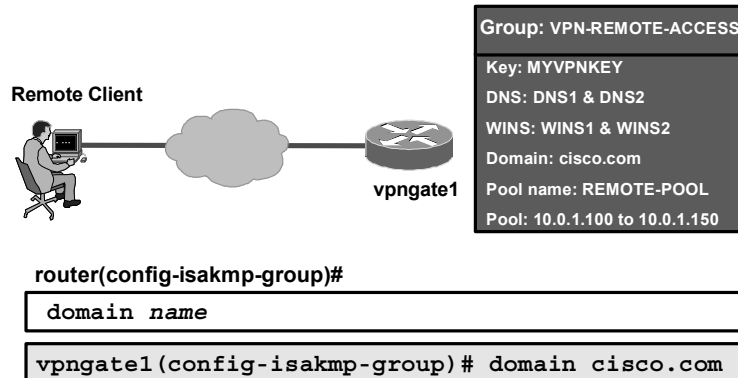 Group: VPN-REMOTE-ACCESS
Key: MYVPNKEY
DNS: DNS1 & DNS2
WINS: WINS1 & WINS2
Domain: cisco.com
Pool name: REMOTE-POOL
Pool: 10.0.1.100 to 10.0.1.150
Remote Client
vpngate1
router(config-isakmp-group)#
domain name
vpngate1(config-isakmp-group)# domain cisco.com